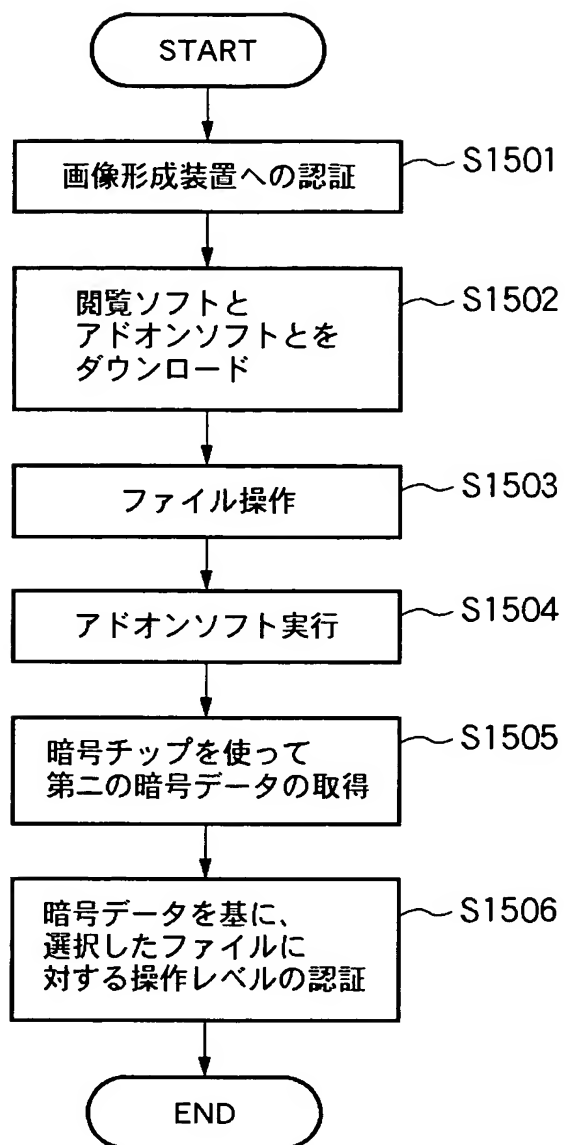 START
画像形成装置への認証
S1501
閲覧ソフトと
アドオンソフトとを
ダウンロード
S1502
ファイル操作
S1503
アドオンソフト実行
S1504
暗号チップを使って
第二の暗号データの取得
S1505
暗号データを基に、
選択したファイルに
対する操作レベルの認証
S1506
END